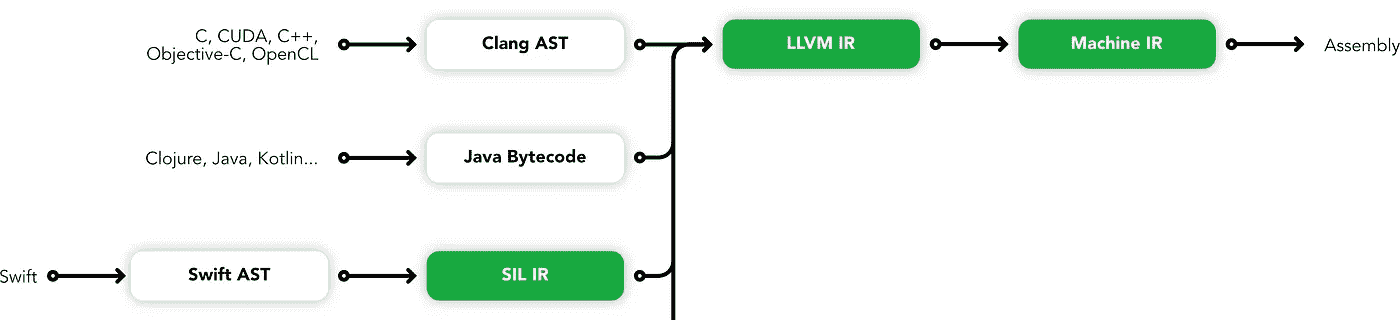 C, CUDA, C++,
Objective-C, OpenCL
Clang AST
LLVM IR
Machine IR
Assembly
Clojure, Java, Kotlin...
Java Bytecode
Swift
Swift AST
SIL IR